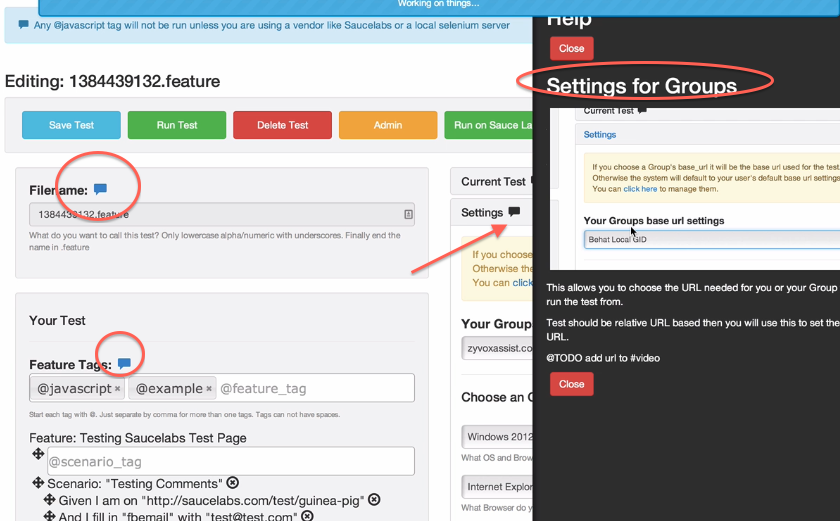 Working on things...
Any @javascript tag will not be run unless you are using a vendor like Saucelabs or a local selenium server
Editing: 1384439132.feature
Save Test
Run Test
Delete Test
Admin
Run on Sauce La
Filename:
1384439132.feature
What do you want to call this test? Only lowercase alpha/numeric with underscores. Finally end the
name in .feature
Your Test
Feature Tags:
@javascript ×
@example ×
@feature_tag
Start each tag with @. Just separate by comma for more than one tags. Tags can not have spaces.
Feature: Testing Saucelabs Test Page
@scenario_tag
Scenario: "Testing Comments"
Given I am on "http://saucelabs.com/test/guinea-pig"
And I fill in "fbemail" with "test@test.com"
Current Test
Settings
If you choose
Otherwise the
You can click
Your Group
zyvoxassist.co
Choose an O
Windows 2012
What OS and Brow
Internet Explor
What Browser do y
Help
Close
Settings for Groups
Current Test
Settings
If you choose a Group's base_url it will be the base url used for the test.
Otherwise the system will default to your user's default base url settings
You can click here to manage them.
Your Groups base url settings
Behat Local GID
This allows you to choose the URL needed for you or your Group
run the test from.
Test should be relative URL based then you will use this to set the
URL.
@TODO add url to #video
Close